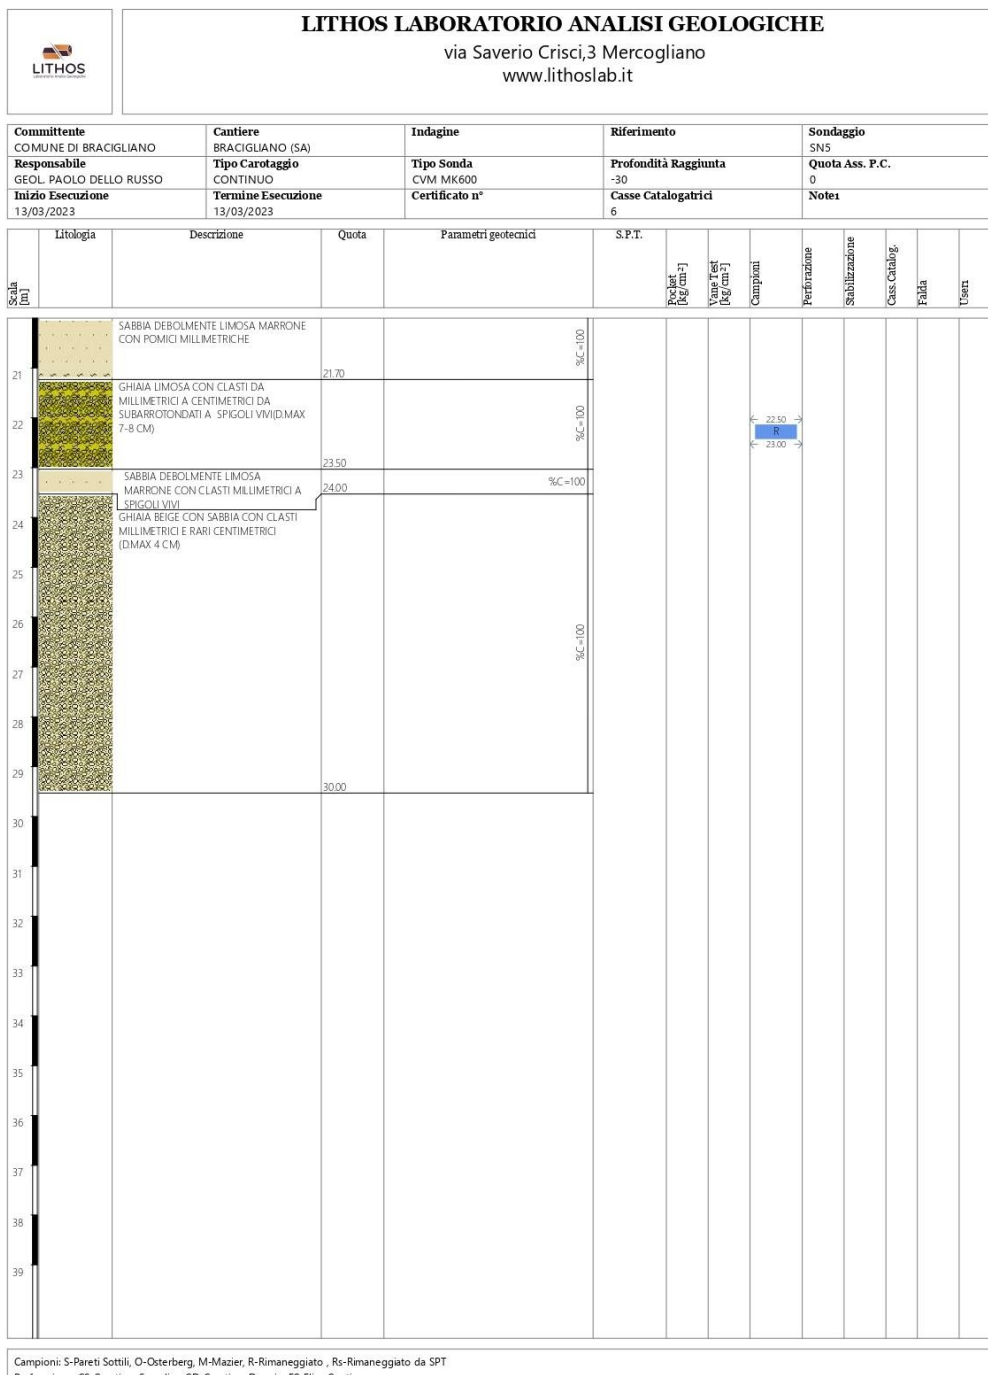 LITHOS LABORATORIO ANALISI GEOLOGICHE
via Saverio Crisci,3 Mercogliano
www.lithoslab.it
LITHOS
Committente
COMUNE DI BRACIGLIANO
Cantiere
BRACIGLIANO (SA)
Indagine
Riferimento
Sondaggio
SN5
Responsabile
GEOL. PAOLO DELLO RUSSO
Tipo Carotaggio
CONTINUO
Tipo Sonda
CVM MK600
Profondità Raggiunta
-30
Quota Ass. P.C.
0
Inizio Esecuzione
13/03/2023
Termine Esecuzione
13/03/2023
Certificato n°
Casse Catalogatrici
6
Note1
Scala
[m]
Litologia
Descrizione
Quota
Parametri geotecnici
S.P.T.
Pocket
[kg/cm²]
Vane Test
[kg/cm²]
Campioni
Perforazione
Stabilizzazione
Cass. Catalog.
Falda
User1
SABBIA DEBOLMENTE LIMOSA MARRONE
CON POMICI MILLIMETRICHE
%C=100
21
21.70
GHIAIA LIMOSA CON CLASTI DA
MILLIMETRICI A CENTIMETRICI DA
SUBARROTONDATI A SPIGOLI VIVI(D.MAX
7-8 CM)
%C=100
22
22.50
R
23.00
23.50
23
SABBIA DEBOLMENTE LIMOSA
MARRONE CON CLASTI MILLIMETRICI A
SPIGOLI VIVI
%C=100
24.00
GHIAIA BEIGE CON SABBIA CON CLASTI
MILLIMETRICI E RARI CENTIMETRICI
(D.MAX 4 CM)
24
25
26
%C=100
27
28
29
30.00
30
31
32
33
34
35
36
37
38
39
Campioni: S-Pareti Sottili, O-Osterberg, M-Mazier, R-Rimaneggiato , Rs-Rimaneggiato da SPT